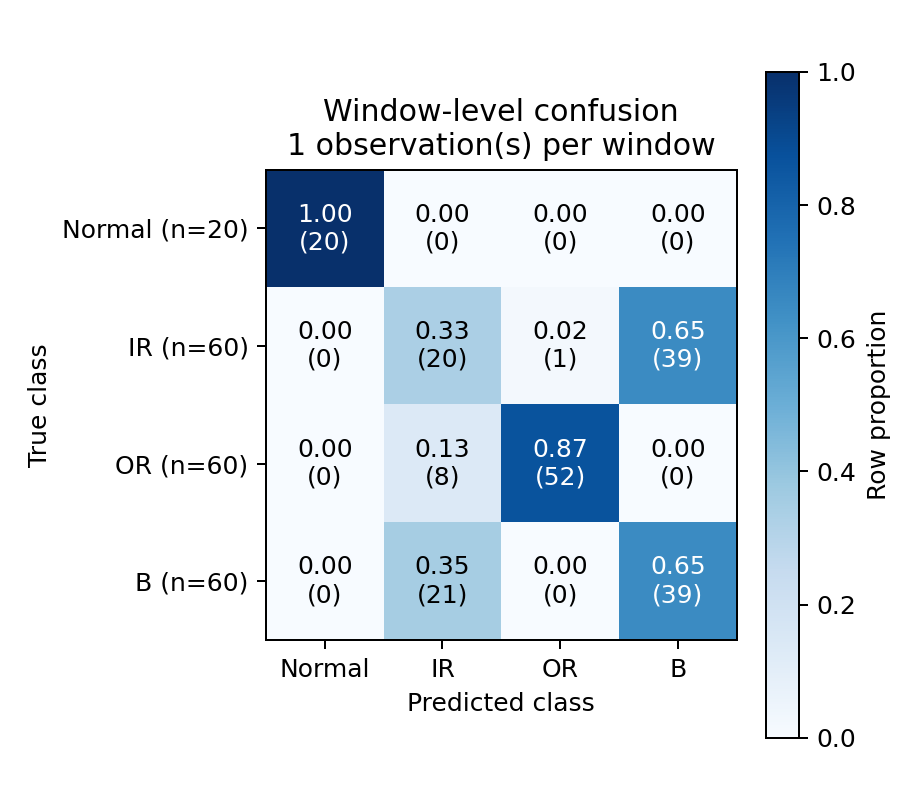 Window-level confusion
1 observation(s) per window
Normal (n=20)
1.00 0.00 0.00 0.00
(20) (0) (0) (0)
IR (n=60)
0.00 0.33 0.02 0.65
(0) (20) (1) (39)
OR (n=60)
0.00 0.13 0.87 0.00
(0) (8) (52) (0)
B (n=60)
0.00 0.35 0.00 0.65
(0) (21) (0) (39)
Normal IR OR B
Predicted class
True class
1.0
0.8
0.6
0.4
0.2
0.0
Row proportion